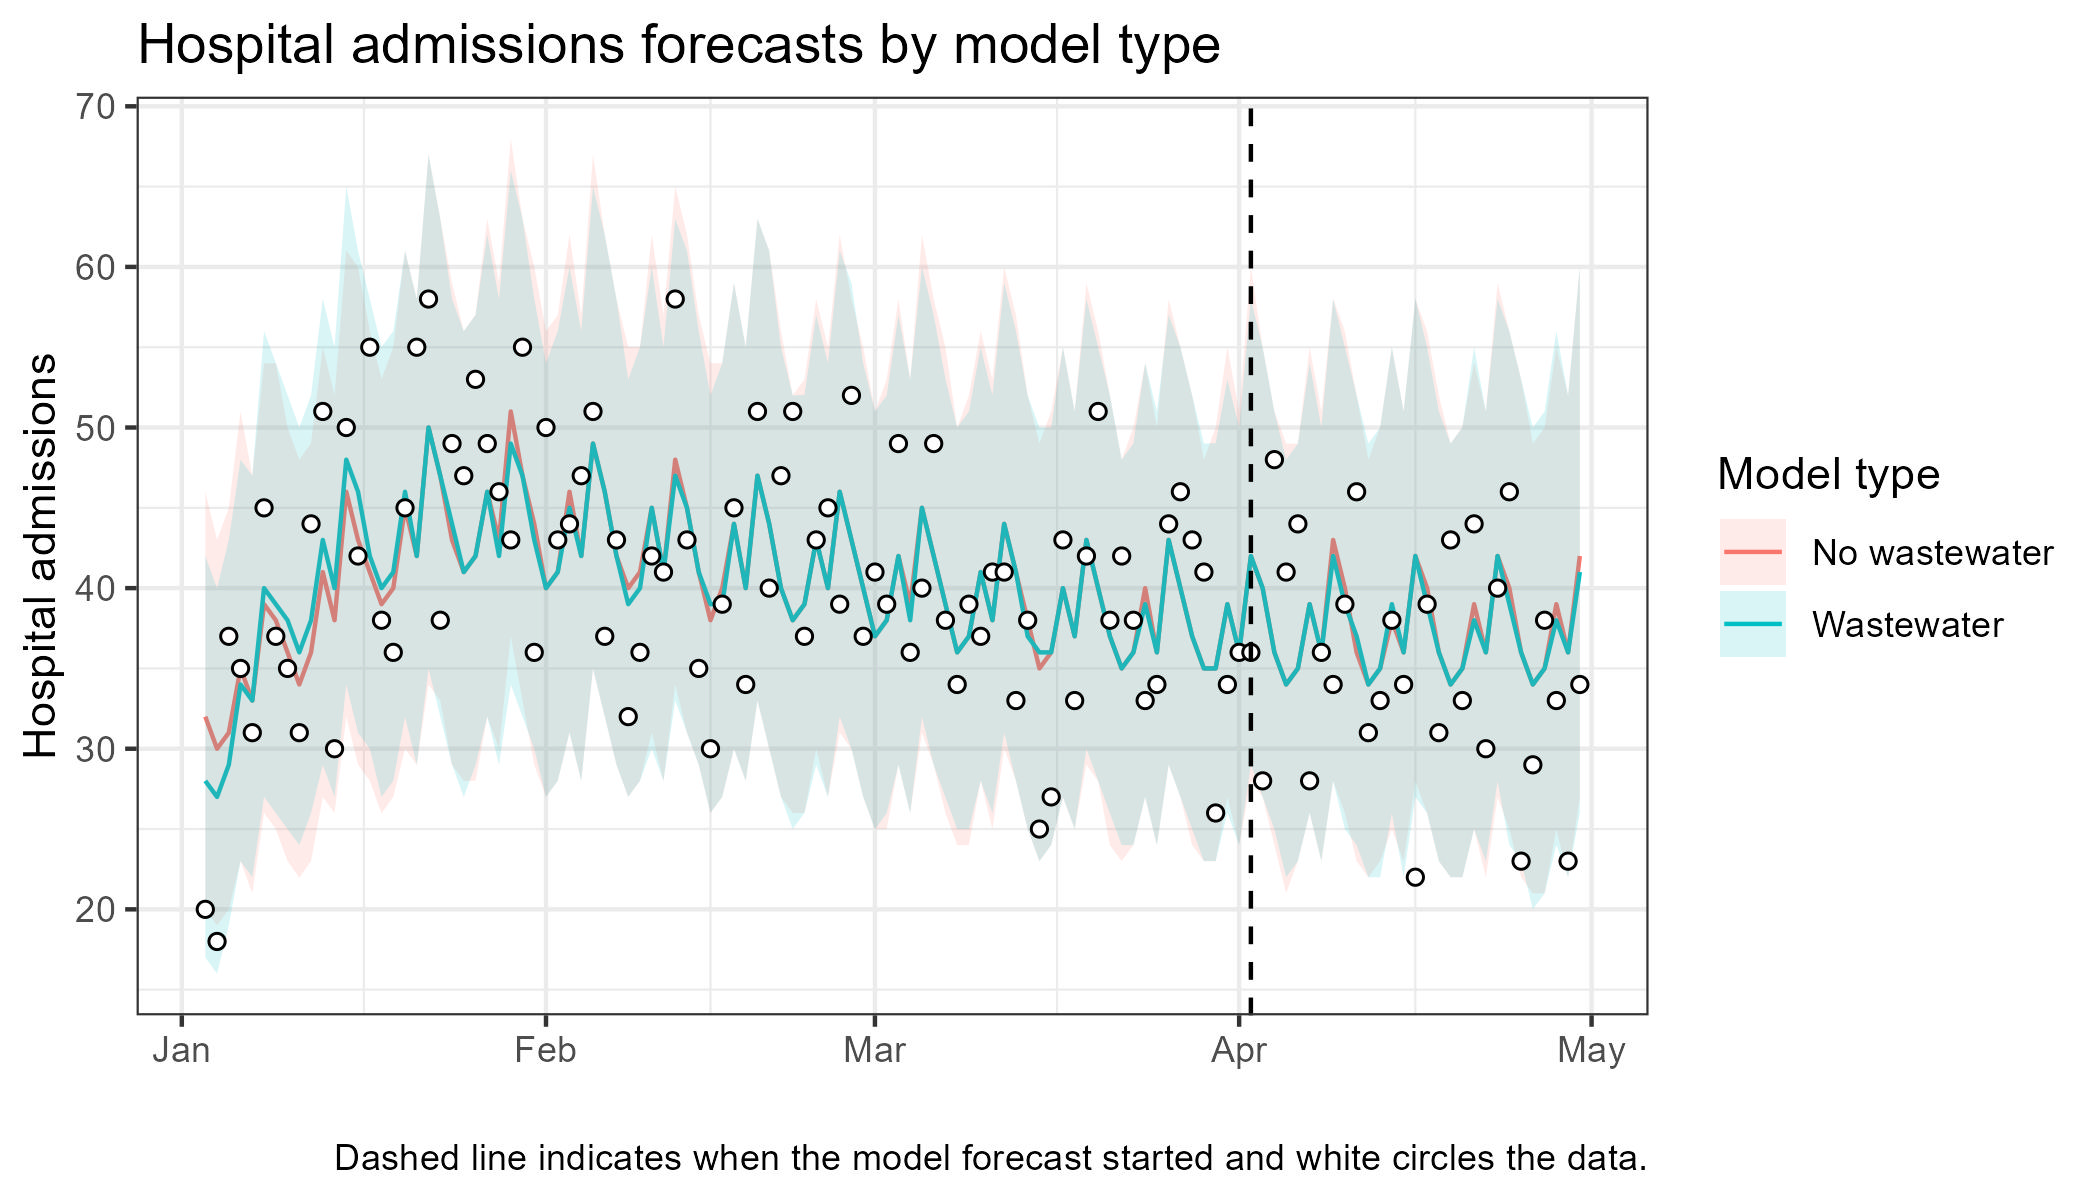 Hospital admissions forecasts by model type
Hospital admissions
70
60
50
40
30
20
Jan
Feb
Mar
Apr
May
Model type
No wastewater
Wastewater
Dashed line indicates when the model forecast started and white circles the data.